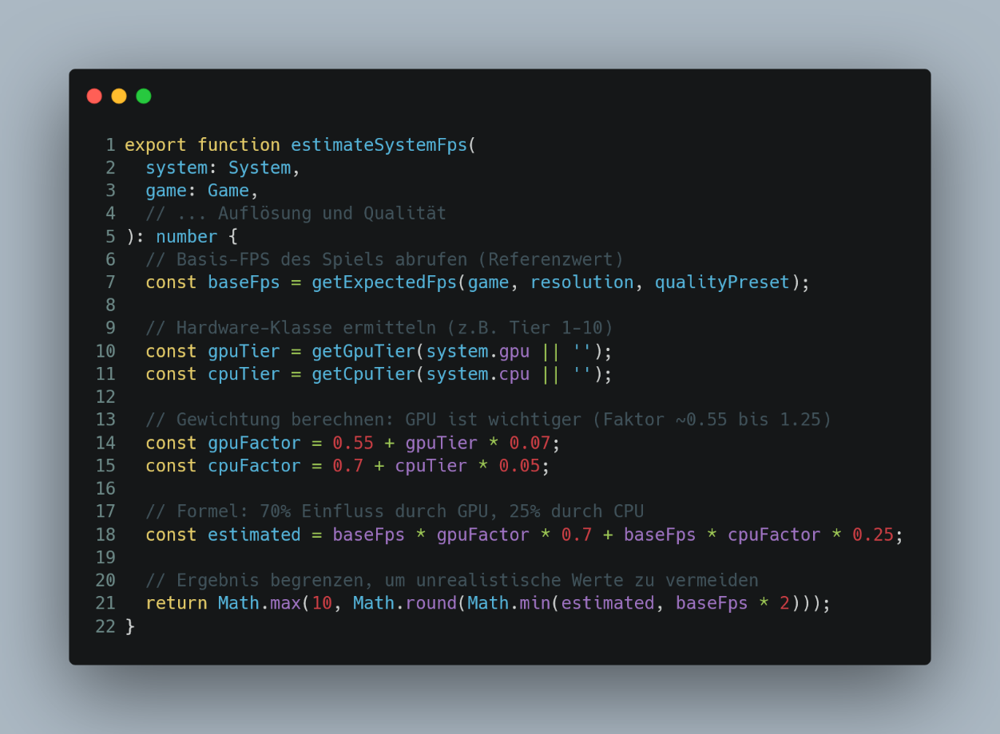 1 export function estimateSystemFps(
2   system: System,
3   game: Game,
4   // ... Auflösung und Qualität
5 ): number {
6   // Basis-FPS des Spiels abrufen (Referenzwert)
7   const baseFps = getExpectedFps(game, resolution, qualityPreset);
8
9   // Hardware-Klasse ermitteln (z.B. Tier 1-10)
10   const gpuTier = getGpuTier(system.gpu || '');
11   const cpuTier = getCpuTier(system.cpu || '');
12
13   // Gewichtung berechnen: GPU ist wichtiger (Faktor ~0.55 bis 1.25)
14   const gpuFactor = 0.55 + gpuTier * 0.07;
15   const cpuFactor = 0.7 + cpuTier * 0.05;
16
17   // Formel: 70% Einfluss durch GPU, 25% durch CPU
18   const estimated = baseFps * gpuFactor * 0.7 + baseFps * cpuFactor * 0.25;
19
20   // Ergebnis begrenzen, um unrealistische Werte zu vermeiden
21   return Math.max(10, Math.round(Math.min(estimated, baseFps * 2)));
22 }